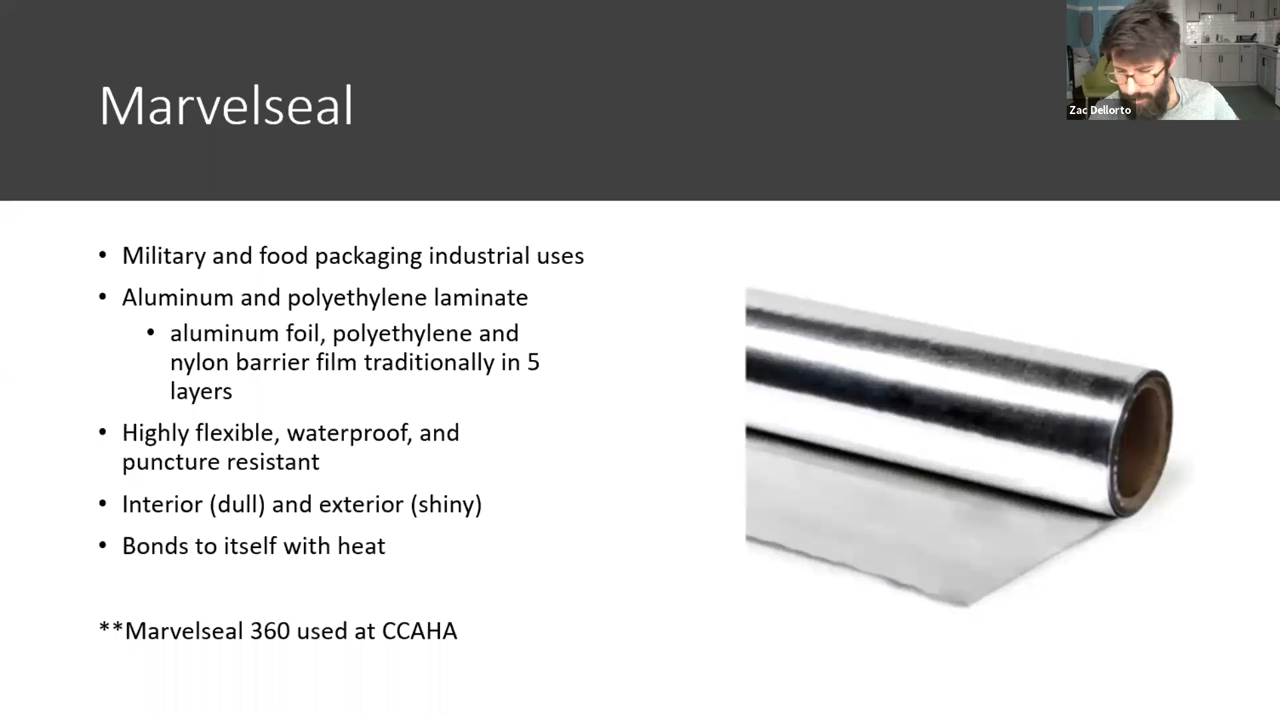 Marvelseal
Zac Dellorto
• Military and food packaging industrial uses
• Aluminum and polyethylene laminate
• aluminum foil, polyethylene and
nylon barrier film traditionally in 5
layers
• Highly flexible, waterproof, and
puncture resistant
• Interior (dull) and exterior (shiny)
• Bonds to itself with heat
**Marvelseal 360 used at CCAHA